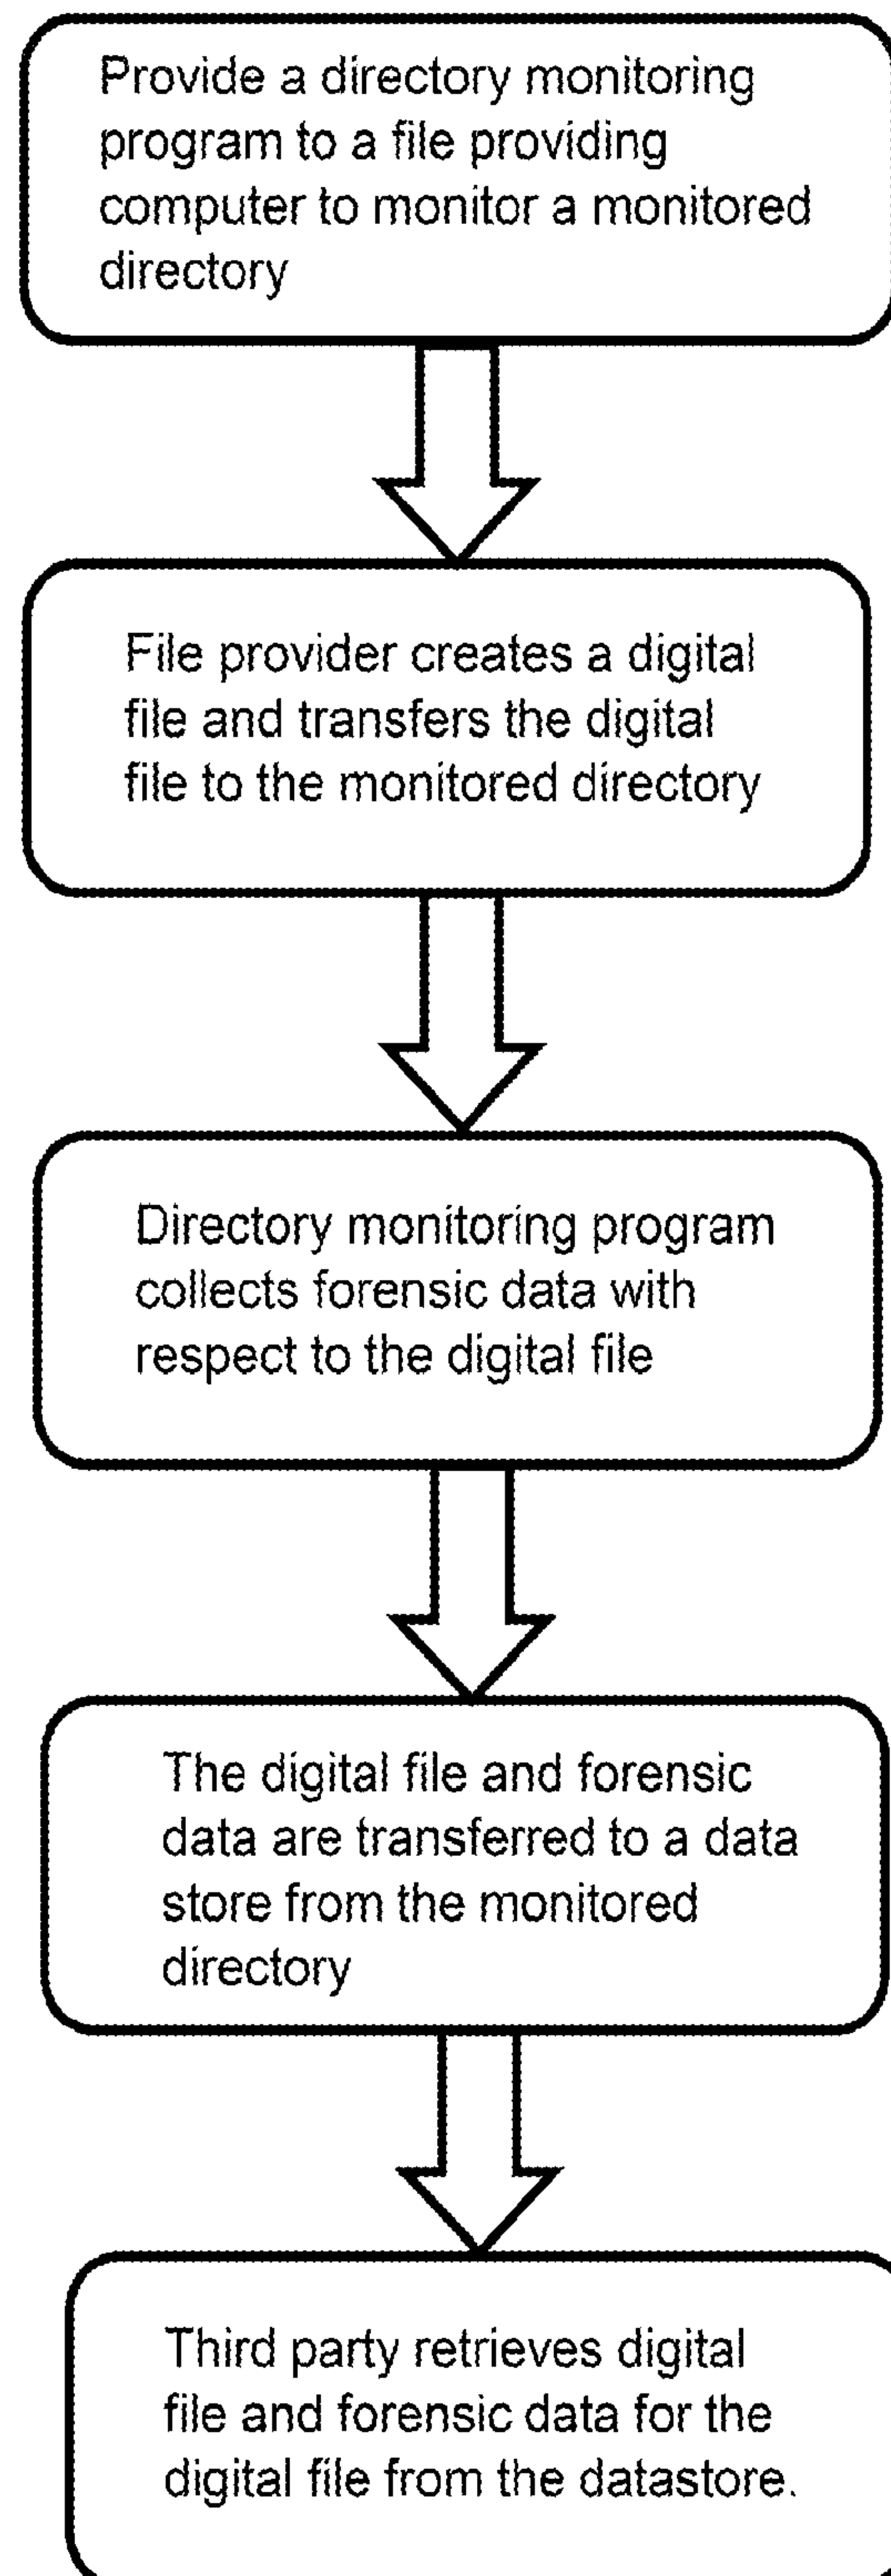 Provide a directory monitoring
program to a file providing
computer to monitor a monitored
directory
File provider creates a digital
file and transfers the digital
file to the monitored directory
Directory monitoring program
collects forensic data with
respect to the digital file
The digital file and forensic
data are transferred to a data
store from the monitored
directory
Third party retrieves digital
file and forensic data for the
digital file from the datastore.